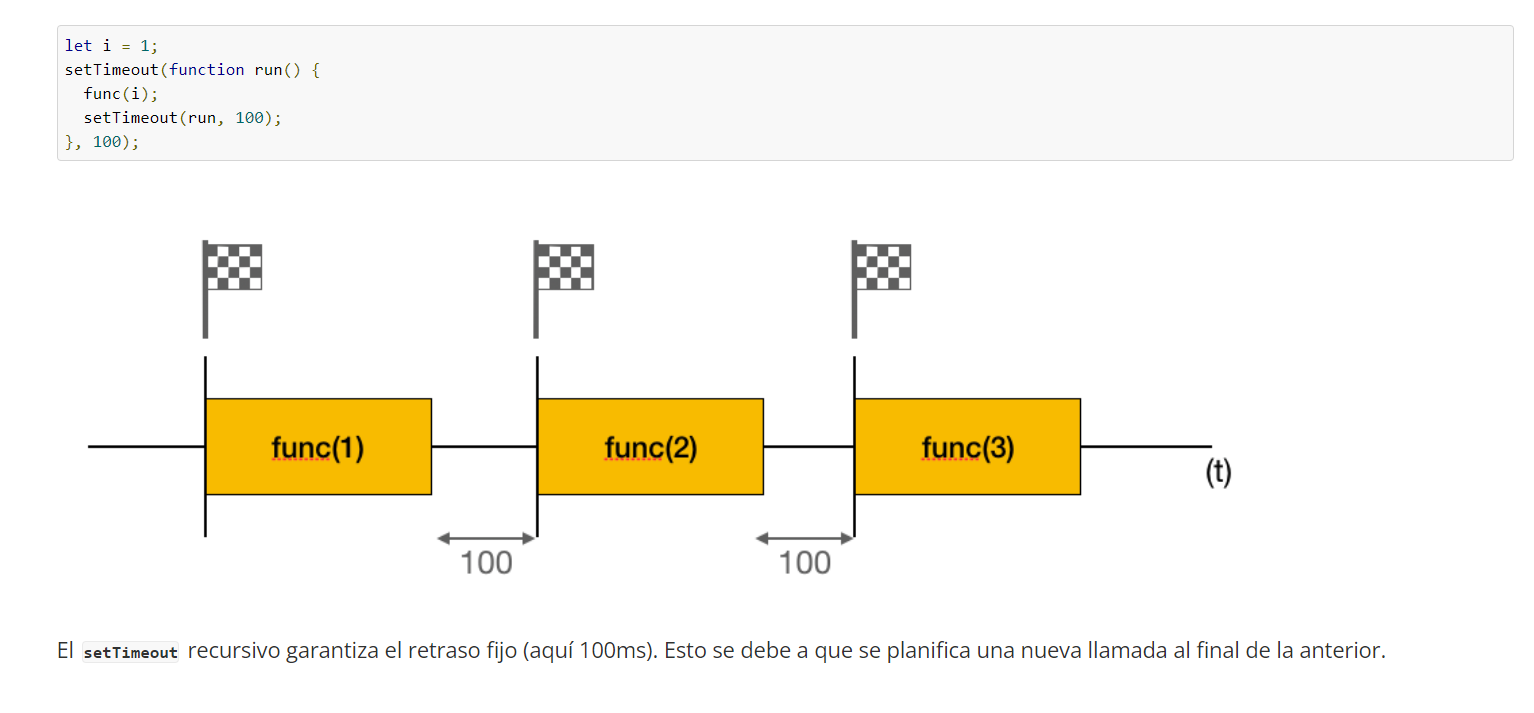 let i = 1;
setTimeout(function run() {
  func(i);
  setTimeout(run, 100);
}, 100);
func(1)
func(2)
func(3)
(t)
100
100
El setTimeout recursivo garantiza el retraso fijo (aquí 100ms). Esto se debe a que se planifica una nueva llamada al final de la anterior.